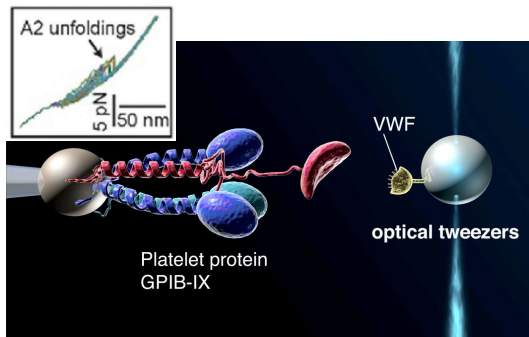 A2 unfoldings
5 pN
50 nm
VWF
optical tweezers
Platelet protein
GPIB-IX